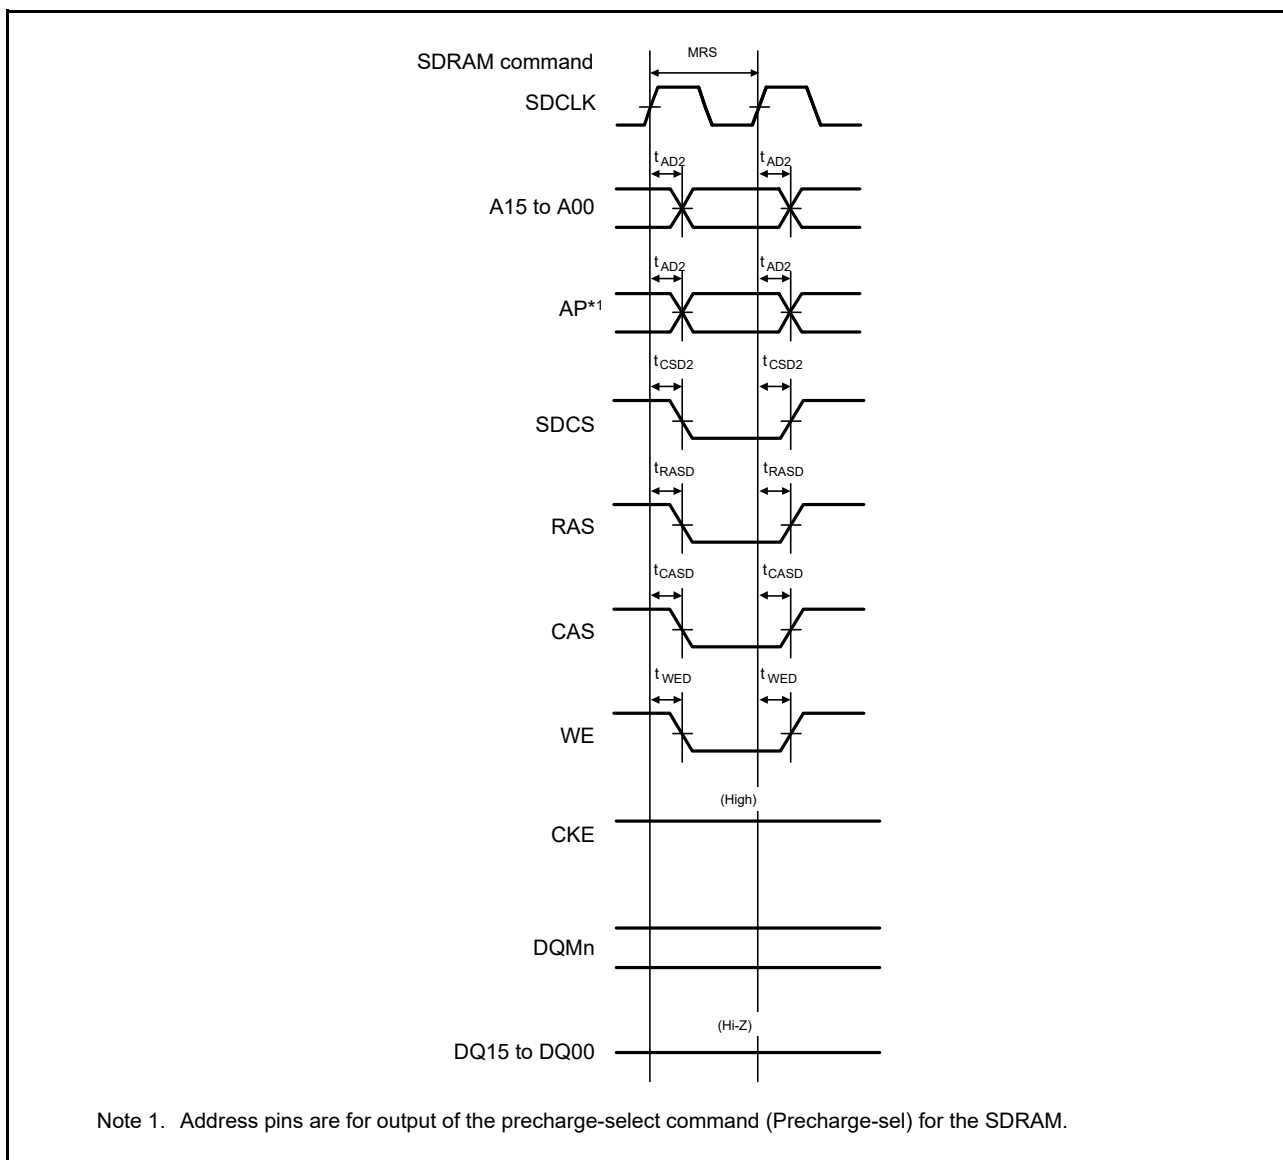 MRS
SDRAM command
SDCLK
tAD2 tAD2
A15 to A00
tAD2 tAD2
AP*1
tCSD2 tCSD2
SDCS
tRASD tRASD
RAS
tCASD tCASD
CAS
tWED tWED
WE
(High)
CKE
DQMn
(Hi-Z)
DQ15 to DQ00
Note 1. Address pins are for output of the precharge-select command (Precharge-sel) for the SDRAM.